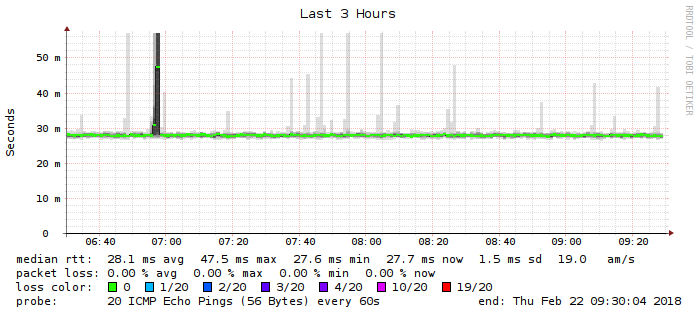 Last 3 Hours
RRDTOOL / TOBI OETIKER
Seconds
50 m
40 m
30 m
20 m
10 m
0
06:40 07:00 07:20 07:40 08:00 08:20 08:40 09:00 09:20
median rtt: 28.1 ms avg 47.5 ms max 27.6 ms min 27.7 ms now 1.5 ms sd 19.0 am/s
packet loss: 0.00 % avg 0.00 % max 0.00 % min 0.00 % now
loss color: 0 1/20 2/20 3/20 4/20 10/20 19/20
probe: 20 ICMP Echo Pings (56 Bytes) every 60s end: Thu Feb 22 09:30:04 2018